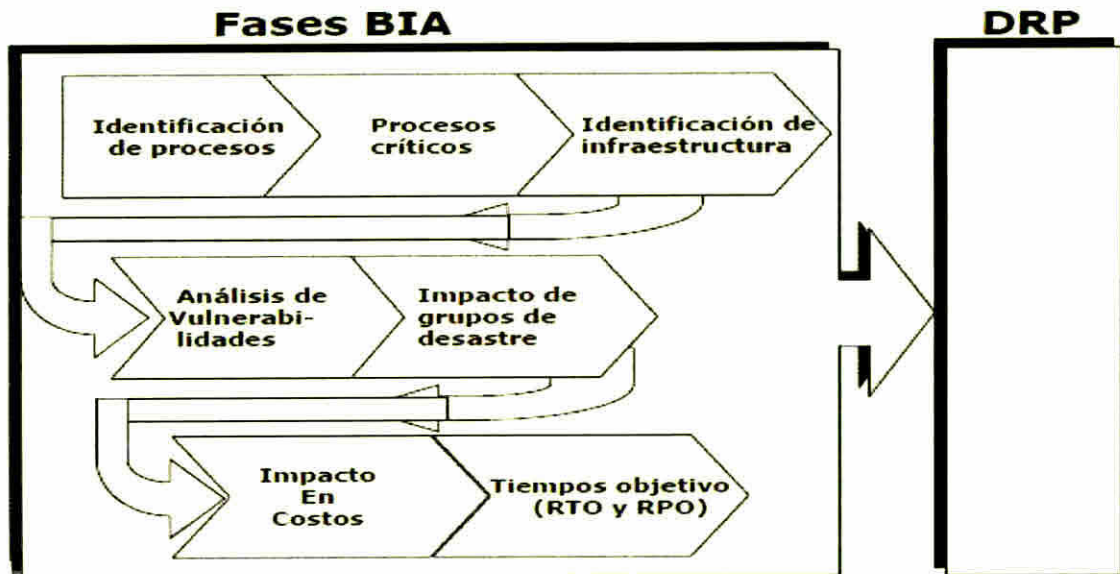 Fases BIA
DRP
Identificación
de procesos
Procesos
críticos
Identificación de
infraestructura
Análisis de
Vulnerabi-
lidades
Impacto de
grupos de
desastre
Impacto
En
Costos
Tiempos objetivo
(RTO y RPO)